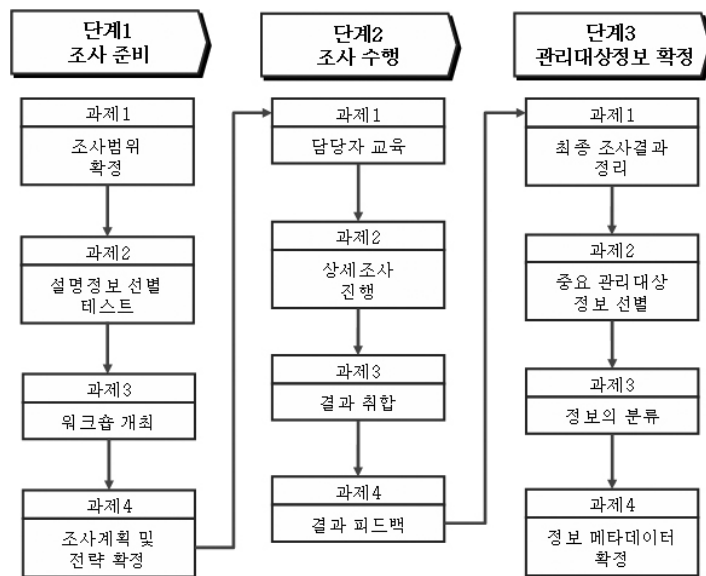 단계1
조사 준비
과제1
조사범위
확정
과제2
설명정보 선별
테스트
과제3
워크숍 개최
과제4
조사계획 및
전략 확정
단계2
조사 수행
과제1
담당자 교육
과제2
상세조사
진행
과제3
결과 취합
과제4
결과 피드백
단계3
관리대상정보 확정
과제1
최종 조사결과
정리
과제2
중요 관리대상
정보 선별
과제3
정보의 분류
과제4
정보 메타데이터
확정